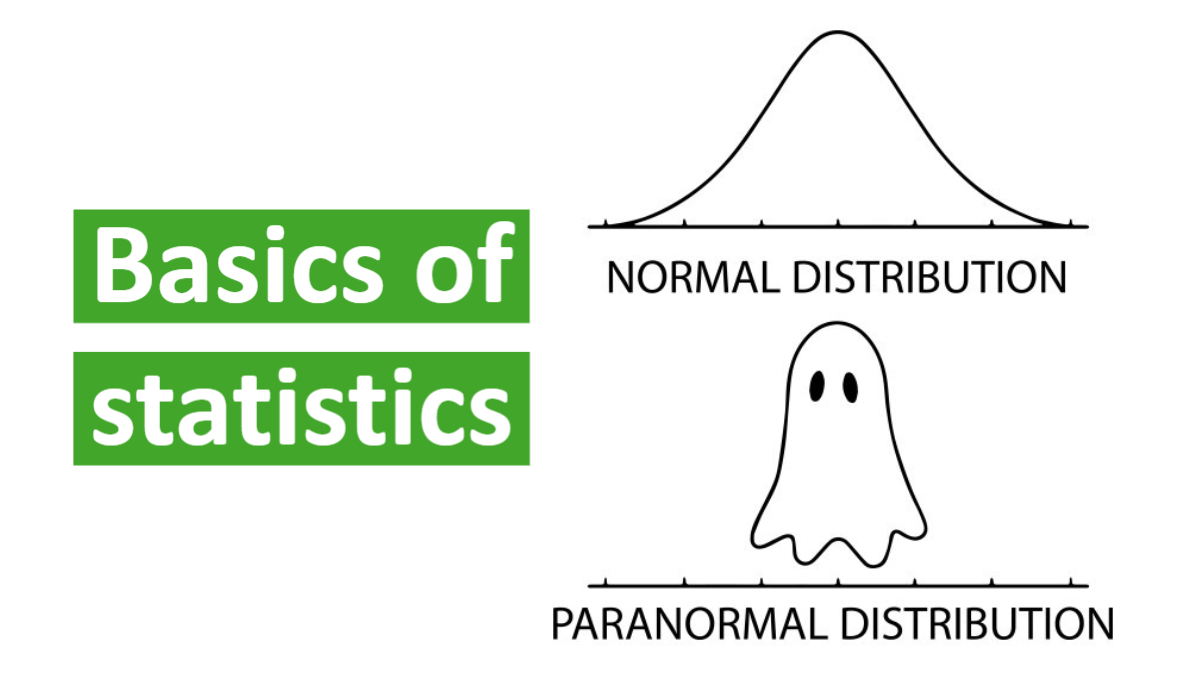 Basics of
statistics
NORMAL DISTRIBUTION
PARANORMAL DISTRIBUTION